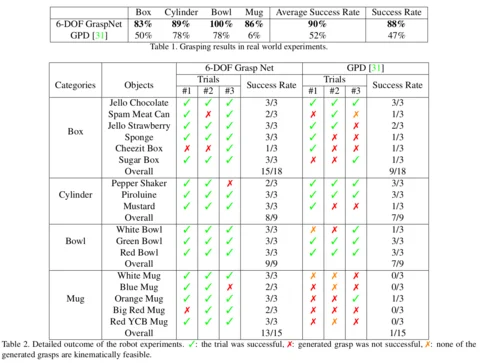 Box Cylinder Bowl Mug Average Success Rate Success Rate
6-DOF GraspNet 83% 89% 100% 86% 90% 88%
GPD [31] 50% 78% 78% 6% 52% 47%
Table 1. Grasping results in real world experiments.
6-DOF Grasp Net GPD [31]
Categories Objects Trials Success Rate Trials Success Rate
#1 #2 #3 #1 #2 #3
Box
Jello Chocolate ✓ ✓ ✓ 3/3 ✓ ✓ ✓ 3/3
Spam Meat Can ✓ ✗ ✓ 2/3 ✗ ✓ ✗ 1/3
Jello Strawberry ✓ ✓ ✓ 3/3 ✓ ✓ ✗ 2/3
Sponge ✓ ✓ ✓ 3/3 ✓ ✗ ✗ 1/3
Cheezit Box ✗ ✗ ✓ 1/3 ✓ ✗ ✗ 1/3
Sugar Box ✓ ✓ ✓ 3/3 ✗ ✗ ✓ 1/3
Overall 15/18 9/18
Cylinder
Pepper Shaker ✓ ✓ ✗ 2/3 ✓ ✓ ✓ 3/3
Piroluine ✓ ✓ ✓ 3/3 ✓ ✓ ✓ 3/3
Mustard ✓ ✓ ✓ 3/3 ✓ ✗ ✗ 1/3
Overall 8/9 7/9
Bowl
White Bowl ✓ ✓ ✓ 3/3 ✗ ✗ ✓ 1/3
Green Bowl ✓ ✓ ✓ 3/3 ✓ ✓ ✓ 3/3
Red Bowl ✓ ✓ ✓ 3/3 ✓ ✓ ✓ 3/3
Overall 9/9 7/9
Mug
White Mug ✓ ✓ ✓ 3/3 ✗ ✗ ✗ 0/3
Blue Mug ✓ ✓ ✗ 2/3 ✗ ✗ ✗ 0/3
Orange Mug ✓ ✓ ✓ 3/3 ✗ ✗ ✓ 1/3
Big Red Mug ✗ ✓ ✓ 2/3 ✗ ✗ ✗ 0/3
Red YCB Mug ✓ ✓ ✓ 3/3 ✗ ✗ ✗ 0/3
Overall 13/15 1/15
Table 2. Detailed outcome of the robot experiments. ✓: the trial was successful, ✗: generated grasp was not successful, ✗: none of the
generated grasps are kinematically feasible.